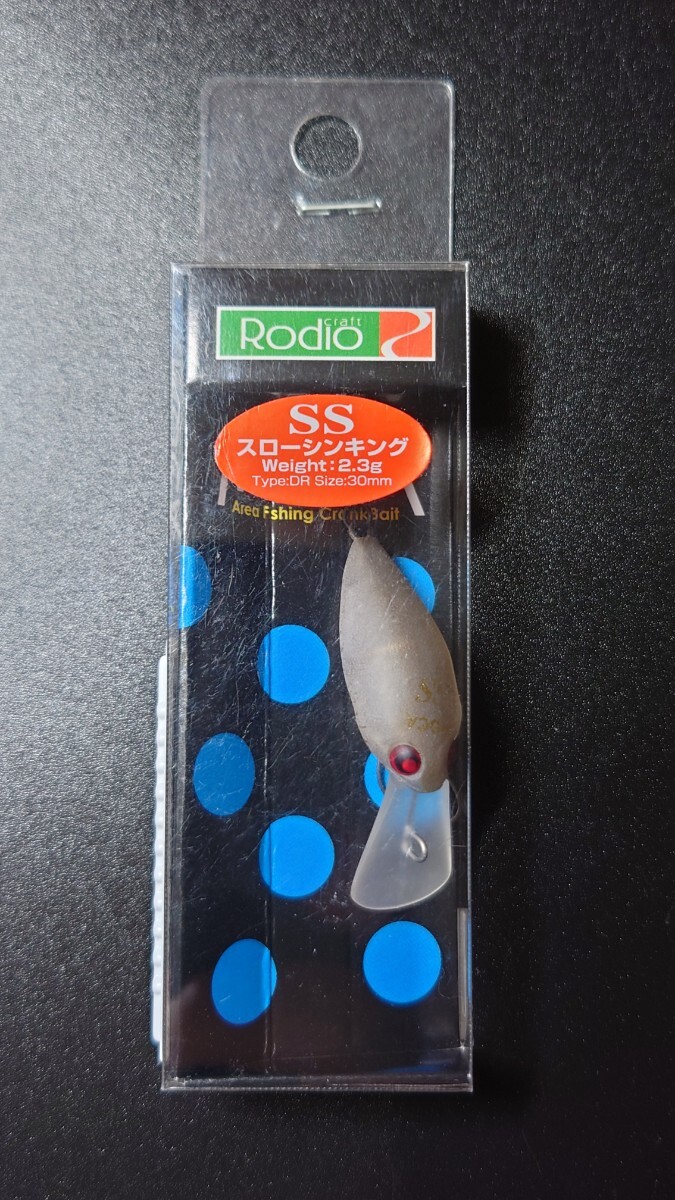 craft
Rodio
SS
スローシンキング
Weight:2.3g
Type:DR Size:30mm
Area Fshing Crank Bait